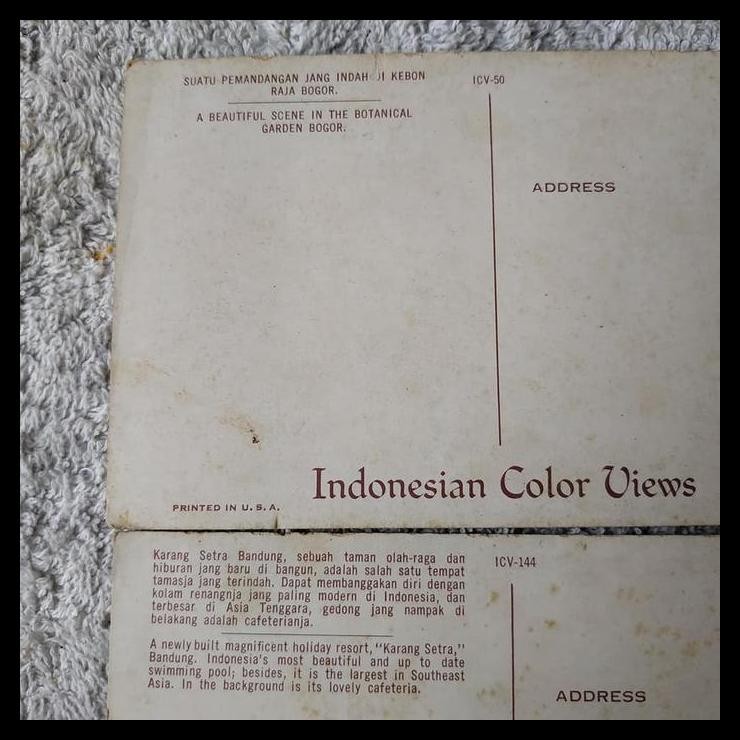 SUATU PEMANDANGAN JANG INDAH DI KEBON
RAJA BOGOR.
A BEAUTIFUL SCENE IN THE BOTANICAL
GARDEN BOGOR.
ICV-50
ADDRESS
Indonesian Color Views
PRINTED IN U. S. A.
Karang Setra Bandung, sebuah taman olah-raga dan
hiburan jang baru di bangun, adalah salah satu tempat
tamasja jang terindah. Dapat membanggakan diri dengan
kolam renangnja jang paling modern di Indonesia, dan
terbesar di Asia Tenggara, gedong jang nampak di
belakang adalah cafeterianja.
A newly built magnificent holiday resort, "Karang Setra,"
Bandung. Indonesia's most beautiful and up to date
swimming pool; besides, it is the largest in Southeast
Asia. In the background is its lovely cafeteria.
ICV-144
ADDRESS